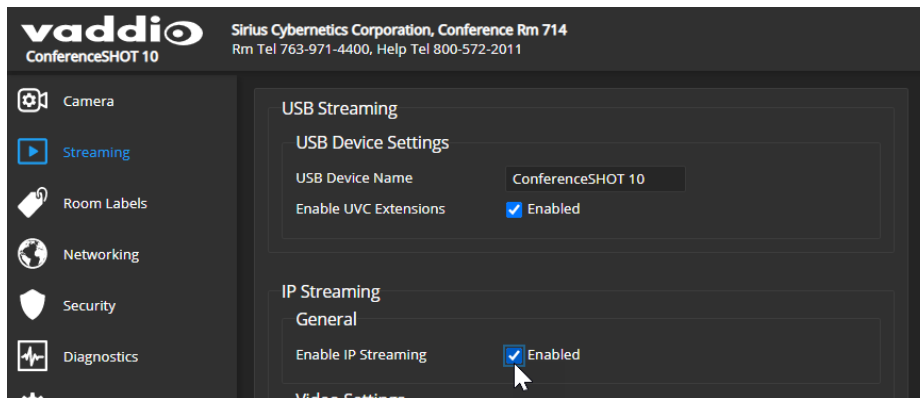 vaddio
ConferenceSHOT 10
Sirius Cybernetics Corporation, Conference Rm 714
Rm Tel 763-971-4400, Help Tel 800-572-2011
Camera
Streaming
Room Labels
Networking
Security
Diagnostics
USB Streaming
USB Device Settings
USB Device Name ConferenceSHOT 10
Enable UVC Extensions Enabled
IP Streaming
General
Enable IP Streaming Enabled
Video Settings